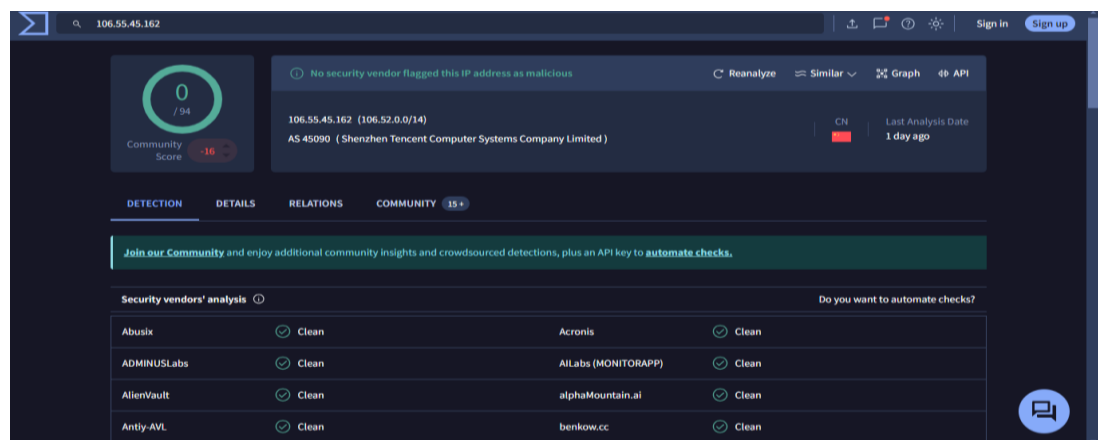 106.55.45.162
Sign in
Sign up
0
/ 94
Community
Score
-16
No security vendor flagged this IP address as malicious
Reanalyze
Similar
Graph
API
106.55.45.162 (106.52.0.0/14)
AS 45090 ( Shenzhen Tencent Computer Systems Company Limited )
CN
Last Analysis Date
1 day ago
DETECTION
DETAILS
RELATIONS
COMMUNITY 15+
Join our Community and enjoy additional community insights and crowdsourced detections, plus an API key to automate checks.
Security vendors' analysis
Do you want to automate checks?
Abusix Clean Acronis Clean
ADMINUSLabs Clean AILabs (MONITORAPP) Clean
AlienVault Clean alphaMountain.ai Clean
Antiy-AVL Clean benkow.cc Clean